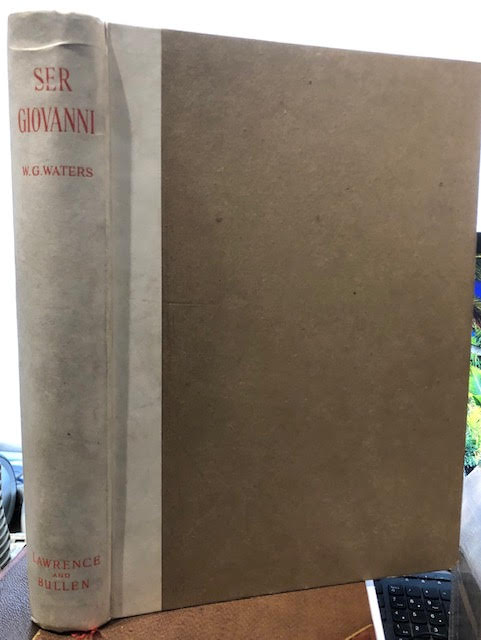 SER
GIOVANNI
W.G.WATERS
LAWRENCE
AND
BULLEN